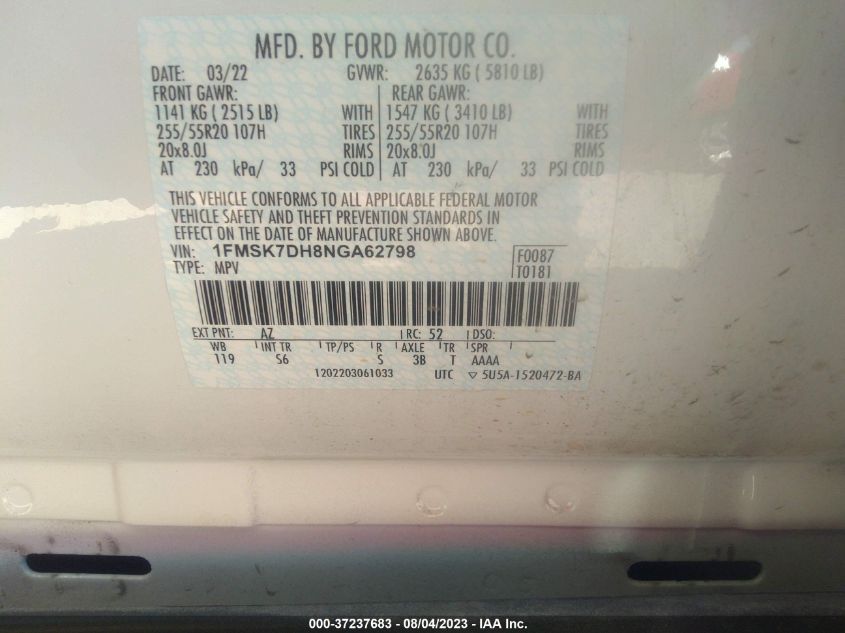 MFD. BY FORD MOTOR CO.
DATE: 03/22 GVWR: 2635 KG ( 5810 LB)
FRONT GAWR: REAR GAWR:
1141 KG ( 2515 LB) WITH 1547 KG ( 3410 LB) WITH
255/55R20 107H TIRES 255/55R20 107H TIRES
20x8.0J RIMS 20x8.0J RIMS
AT 230 kPa/ 33 PSI COLD AT 230 kPa/ 33 PSI COLD
THIS VEHICLE CONFORMS TO ALL APPLICABLE FEDERAL MOTOR
VEHICLE SAFETY AND THEFT PREVENTION STANDARDS IN
EFFECT ON THE DATE OF MANUFACTURE SHOWN ABOVE.
VIN: 1FMSK7DH8NGA62798 F0087
TYPE: MPV T0181
EXT PNT: AZ RC: 52 DSO:
WB INT TR TP/PS R AXLE TR SPR
119 S6 S 3B T AAAA
1202203061033 UTC ▽ 5U5A-1520472-BA
000-37237683 - 08/04/2023 - IAA Inc.